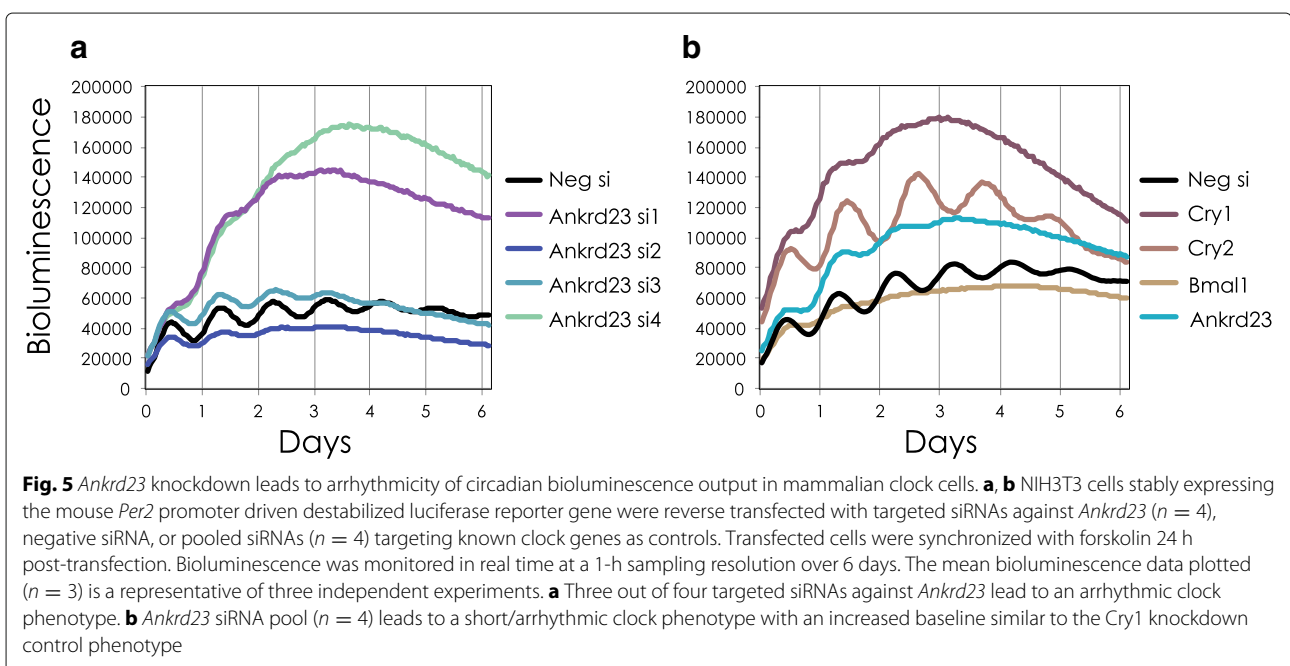 a
200000
180000
160000
140000
120000
100000
80000
60000
40000
20000
0
Bioluminescence
0 1 2 3 4 5 6
Days
Neg si
Ankrd23 si1
Ankrd23 si2
Ankrd23 si3
Ankrd23 si4
b
200000
180000
160000
140000
120000
100000
80000
60000
40000
20000
0
0 1 2 3 4 5 6
Days
Neg si
Cry1
Cry2
Bmal1
Ankrd23
Fig. 5 Ankrd23 knockdown leads to arrhythmicity of circadian bioluminescence output in mammalian clock cells. a, b NIH3T3 cells stably expressing
the mouse Per2 promoter driven destabilized luciferase reporter gene were reverse transfected with targeted siRNAs against Ankrd23 (n = 4),
negative siRNA, or pooled siRNAs (n = 4) targeting known clock genes as controls. Transfected cells were synchronized with forskolin 24 h
post-transfection. Bioluminescence was monitored in real time at a 1-h sampling resolution over 6 days. The mean bioluminescence data plotted
(n = 3) is a representative of three independent experiments. a Three out of four targeted siRNAs against Ankrd23 lead to an arrhythmic clock
phenotype. b Ankrd23 siRNA pool (n = 4) leads to a short/arrhythmic clock phenotype with an increased baseline similar to the Cry1 knockdown
control phenotype